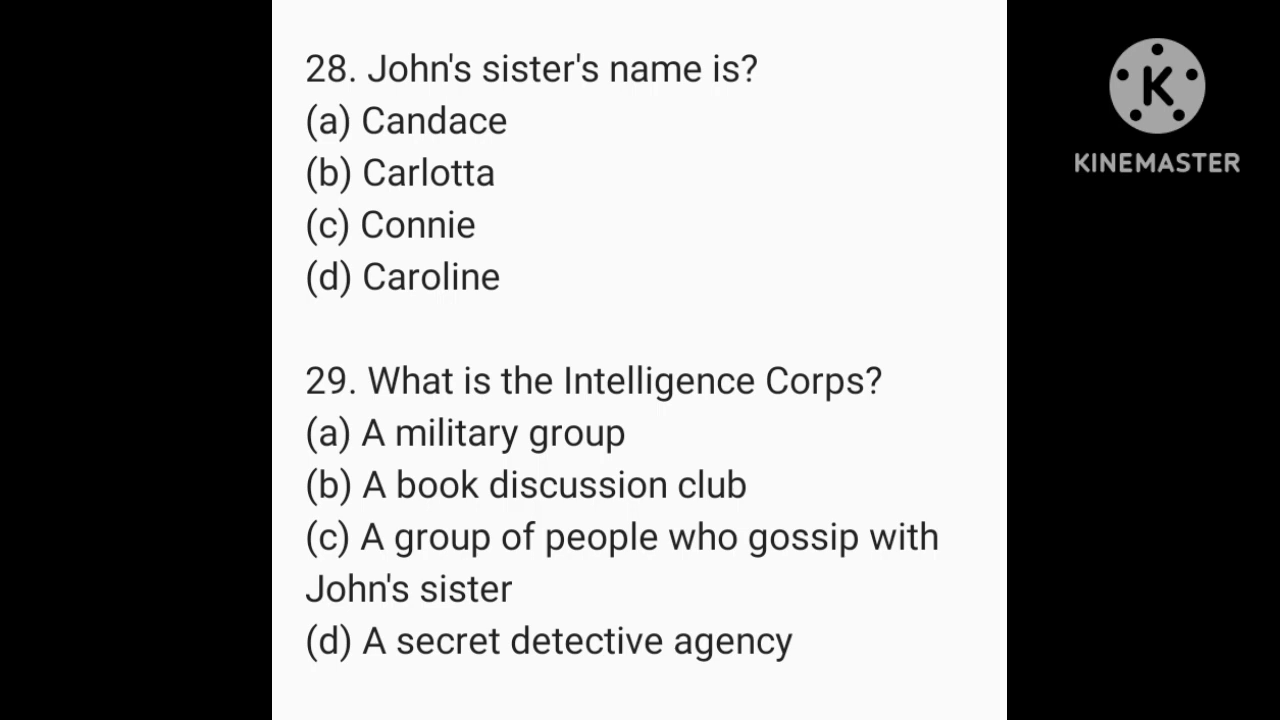 28. John's sister's name is?
(a) Candace
(b) Carlotta
(c) Connie
(d) Caroline
29. What is the Intelligence Corps?
(a) A military group
(b) A book discussion club
(c) A group of people who gossip with
John's sister
(d) A secret detective agency
K
KINEMASTER